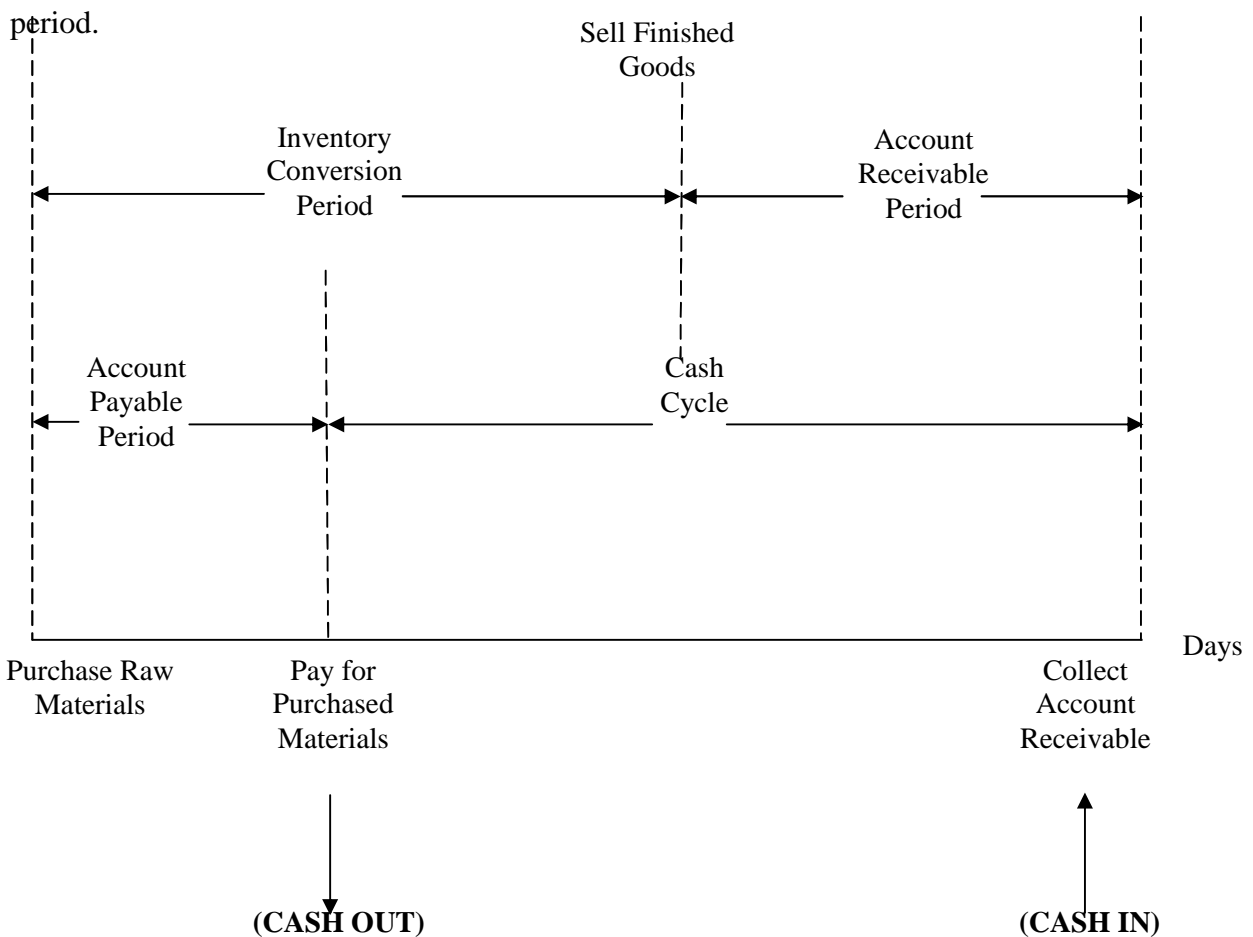 period.
Sell Finished
Goods
Inventory
Conversion
Period
Account
Receivable
Period
Account
Payable
Period
Cash
Cycle
Days
Purchase Raw
Materials
Pay for
Purchased
Materials
Collect
Account
Receivable
(CASH OUT)
(CASH IN)